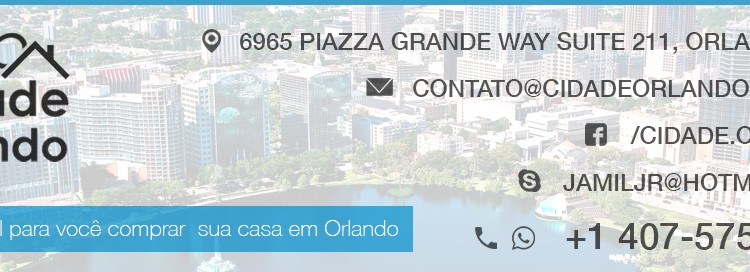 6965 PIAZZA GRANDE WAY SUITE 211, ORLA
CONTATO@CIDADEORLANDO
/CIDADE.O
JAMILJR@HOTM
+1 407-575
ade
ndo
l para você comprar sua casa em Orlando